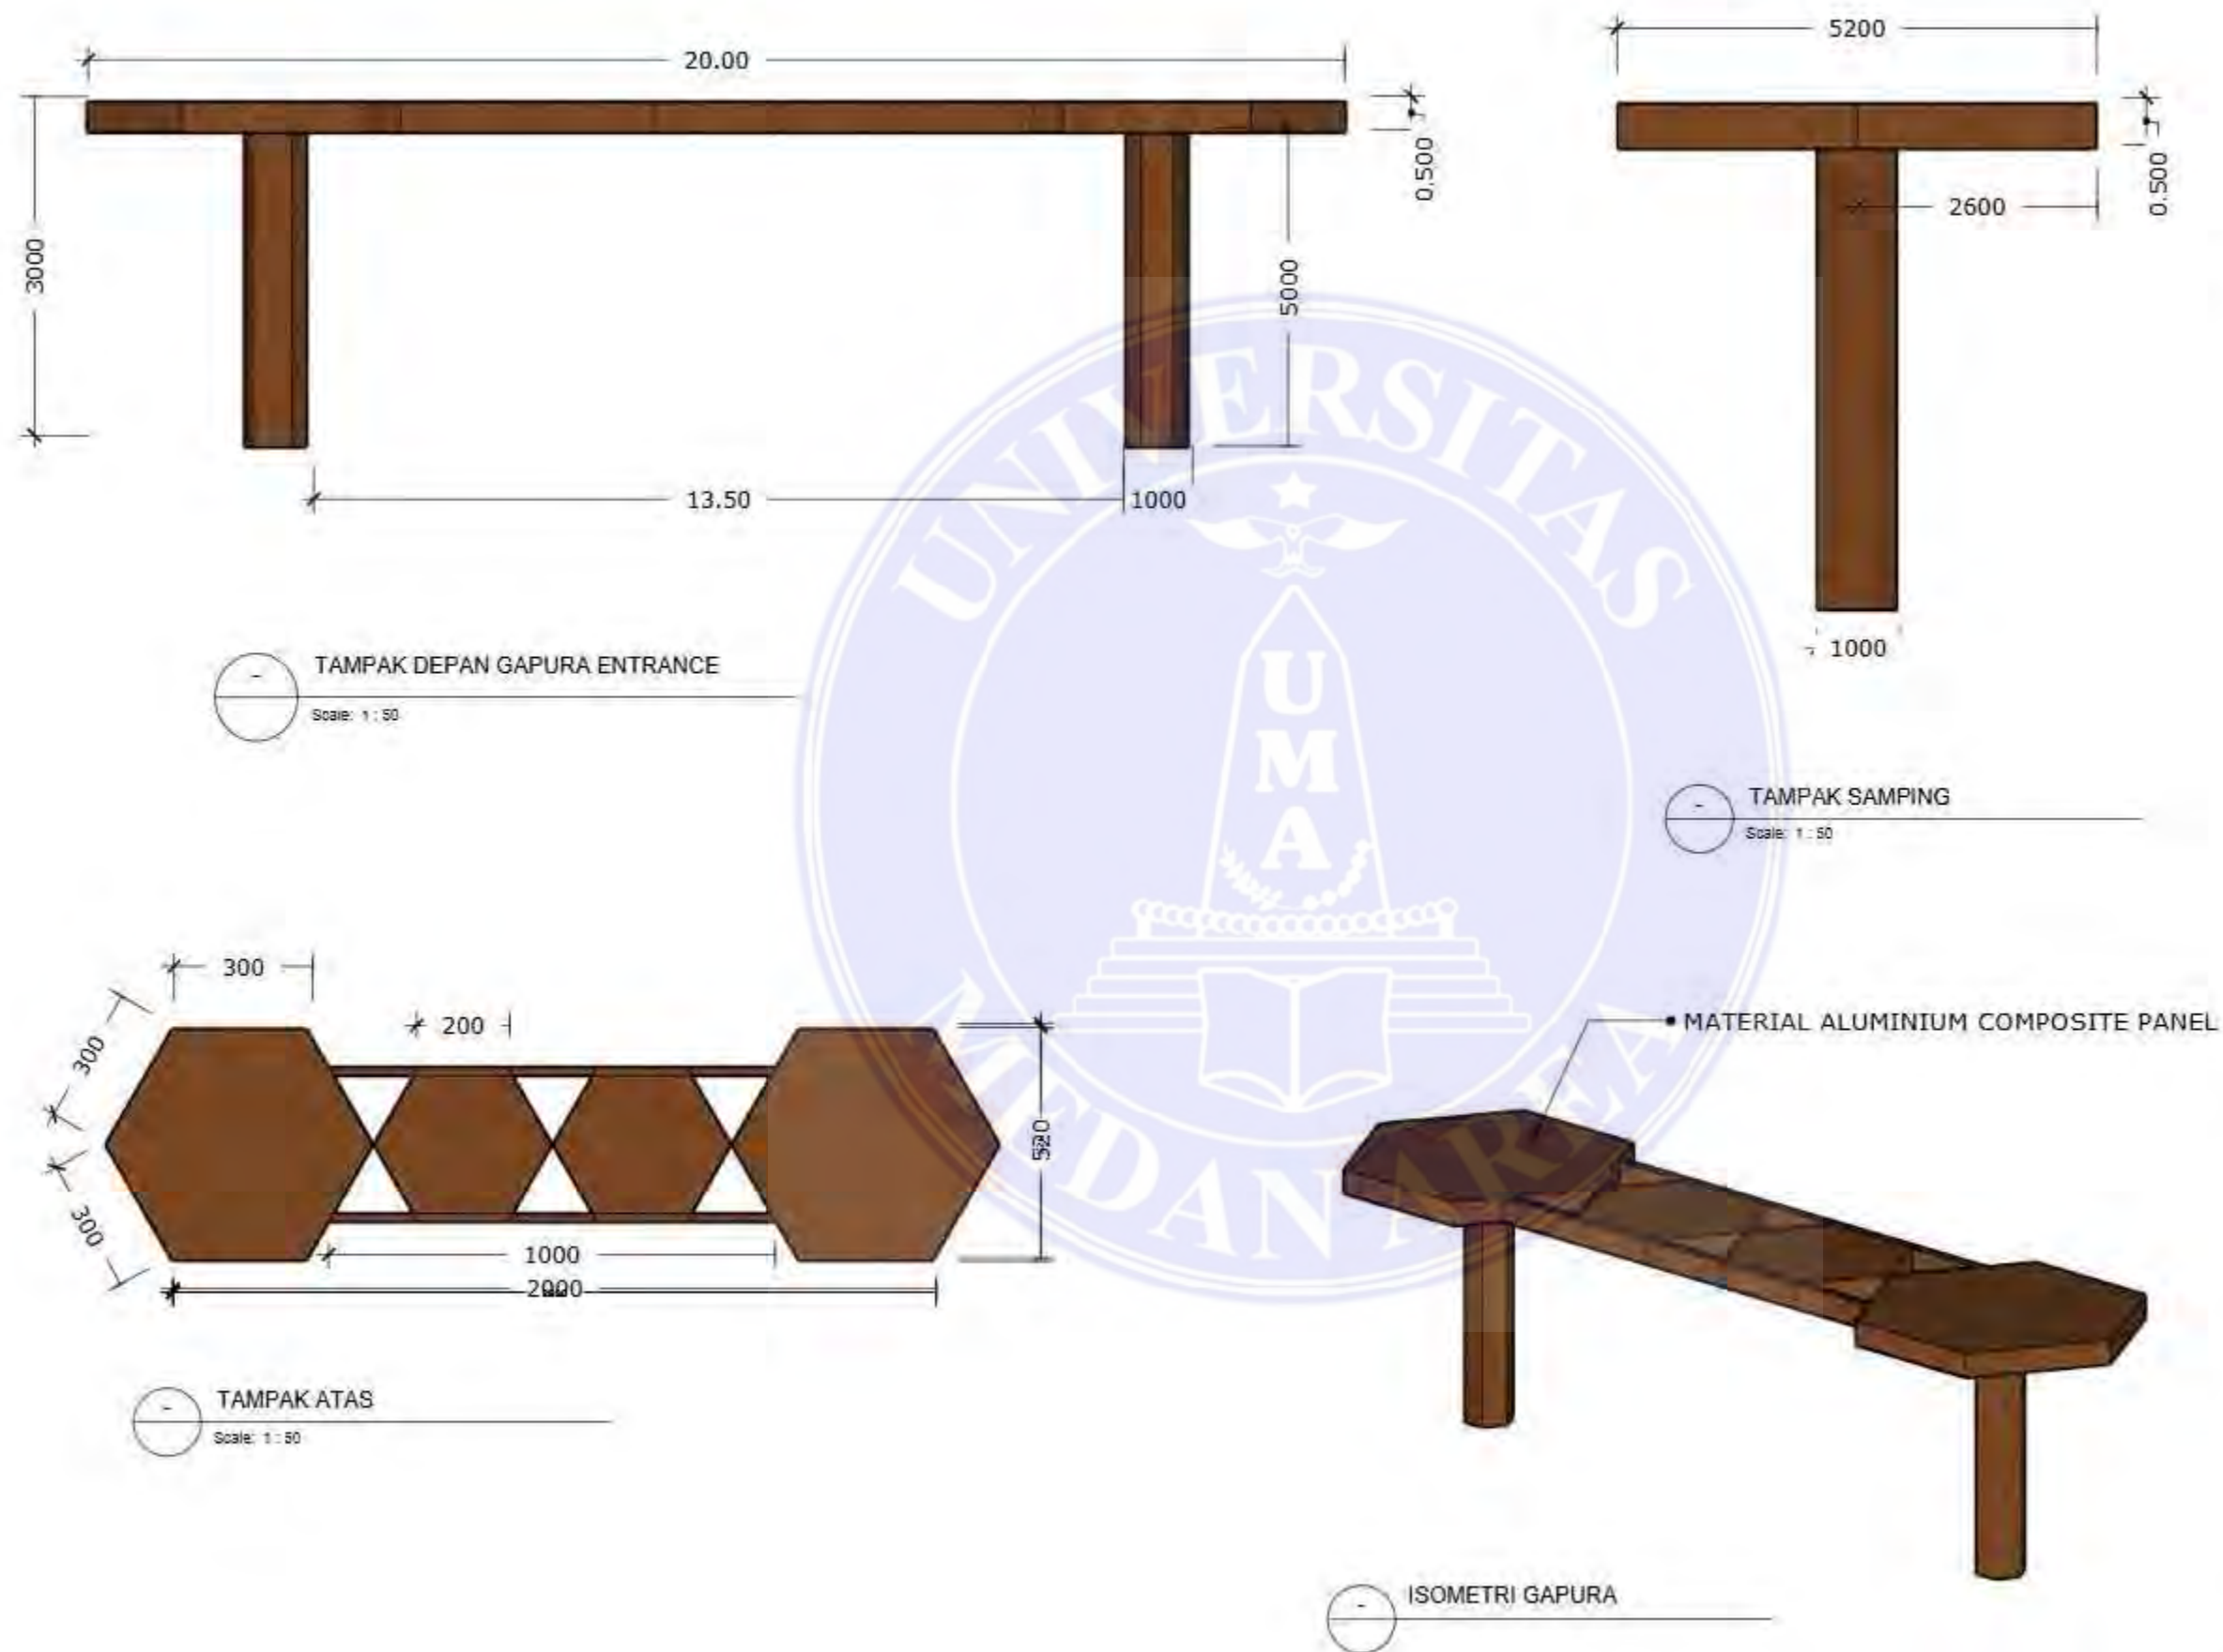 20.00
3000
0.500
5000
13.50
1000
TAMPAK DEPAN GAPURA ENTRANCE
-
Scale: 1 : 50
5200
0.500
2600
1000
TAMPAK SAMPING
-
Scale: 1 : 50
UNIVERSITAS
UMA
MEDAN AREA
300
200
300
300
1000
TAMPAK ATAS
-
Scale: 1 : 50
MATERIAL ALUMINIUM COMPOSITE PANEL
ISOMETRI GAPURA
-